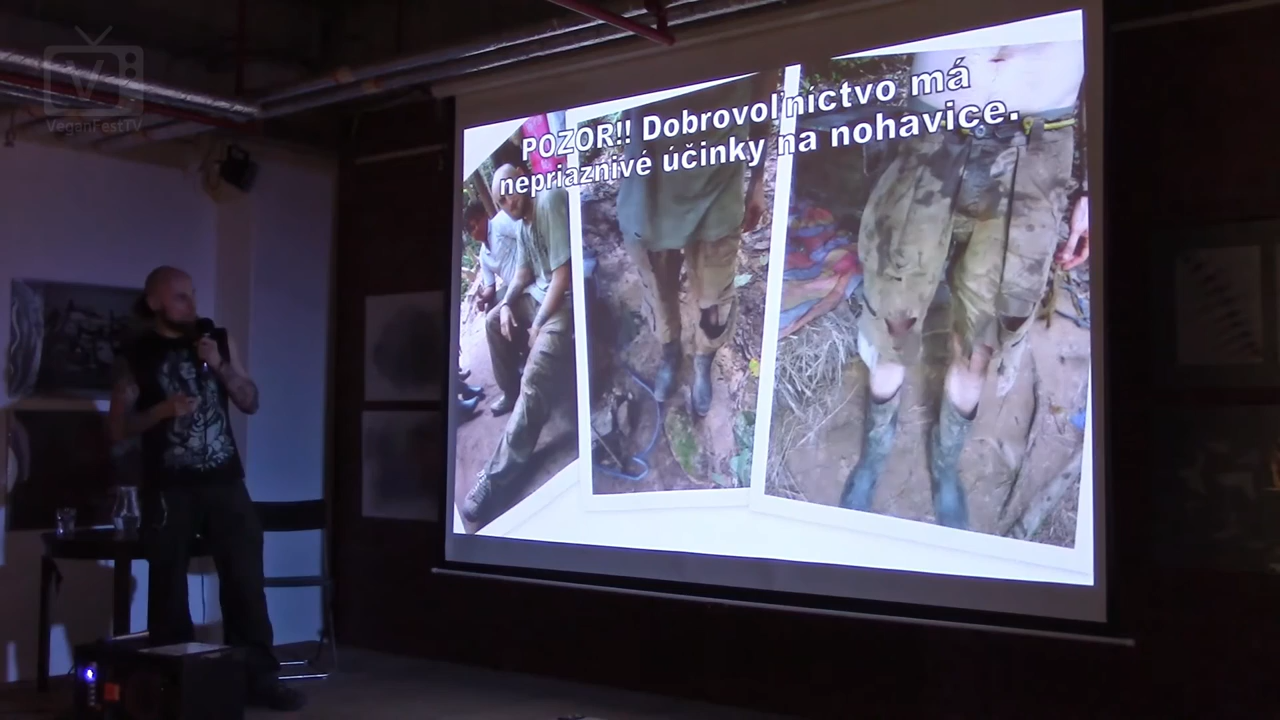 VeganFestTV
POZOR!! Dobrovoľníctvo má
nepriaznivé účinky na nohavice.